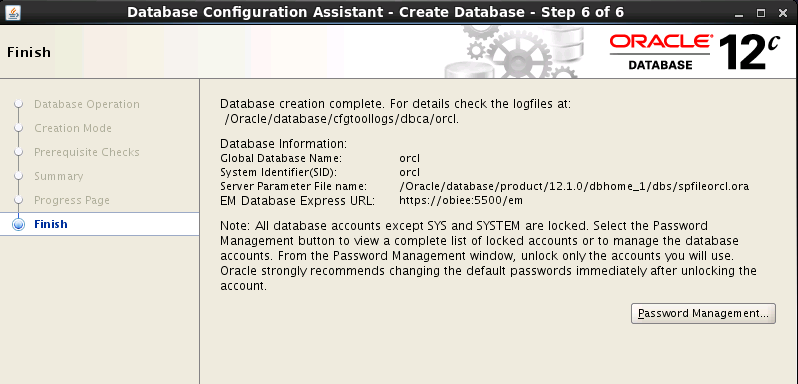 Database Configuration Assistant - Create Database - Step 6 of 6
Finish
ORACLE
DATABASE
12c
Database Operation
Creation Mode
Prerequisite Checks
Summary
Progress Page
Finish
Database creation complete. For details check the logfiles at:
/Oracle/database/cfgtoollogs/dbca/orcl.
Database Information:
Global Database Name: orcl
System Identifier(SID): orcl
Server Parameter File name: /Oracle/database/product/12.1.0/dbhome_1/dbs/spfileorcl.ora
EM Database Express URL: https://obiee:5500/em
Note: All database accounts except SYS and SYSTEM are locked. Select the Password
Management button to view a complete list of locked accounts or to manage the database
accounts. From the Password Management window, unlock only the accounts you will use.
Oracle strongly recommends changing the default passwords immediately after unlocking the
account.
Password Management...